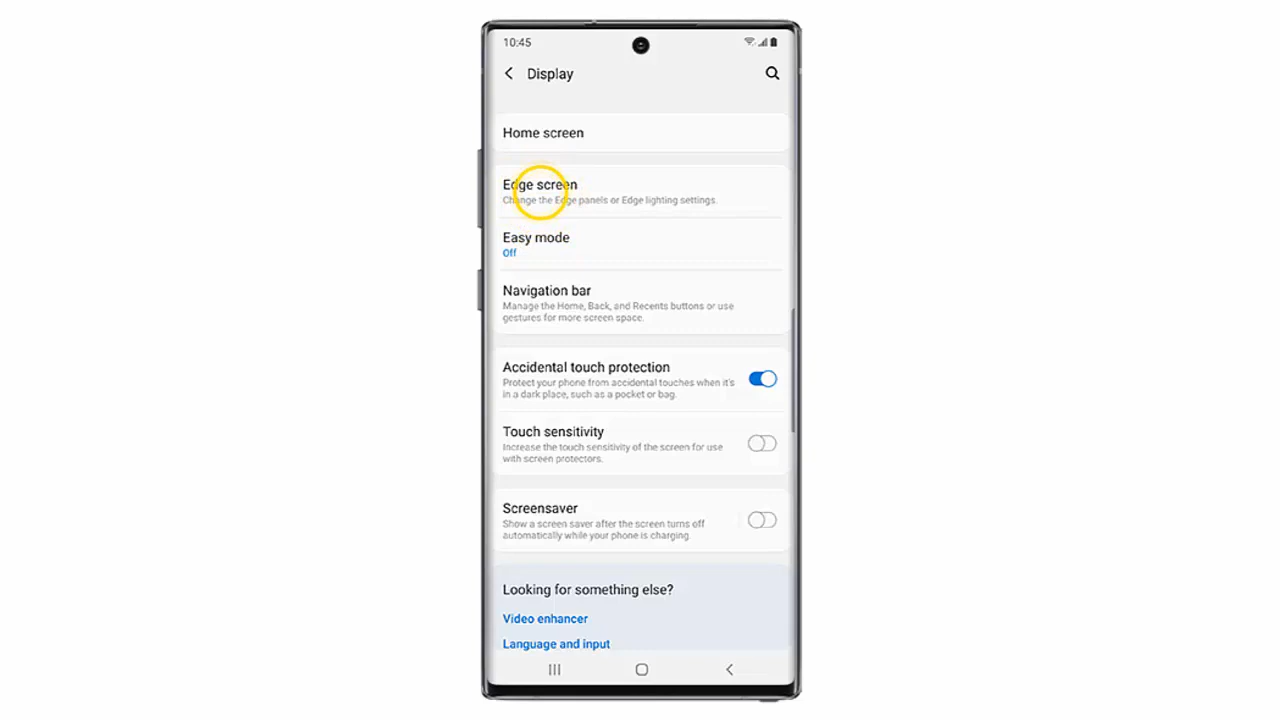 10:45
Display
Home screen
Edge screen
Change the Edge panels or Edge lighting settings.
Easy mode
Off
Navigation bar
Manage the Home, Back, and Recents buttons or use
gestures for more screen space.
Accidental touch protection
Protect your phone from accidental touches when it's
in a dark place, such as a pocket or bag.
Touch sensitivity
Increase the touch sensitivity of the screen for use
with screen protectors.
Screensaver
Show a screen saver after the screen turns off
automatically while your phone is charging.
Looking for something else?
Video enhancer
Language and input